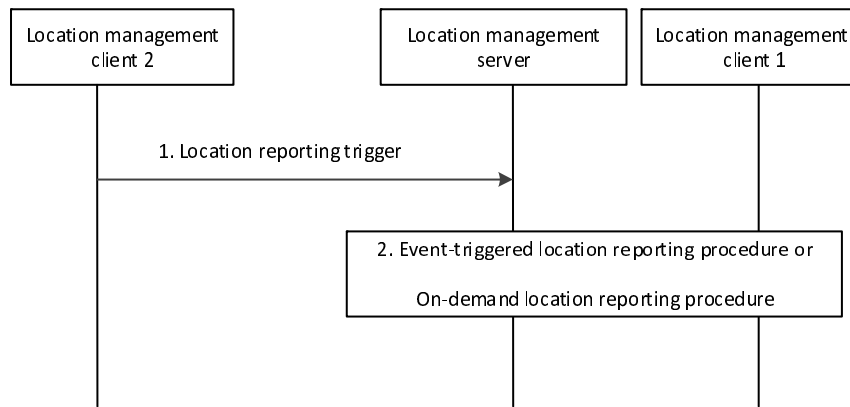 Location management
client 2
Location management
server
Location management
client 1
1. Location reporting trigger
2. Event-triggered location reporting procedure or
On-demand location reporting procedure